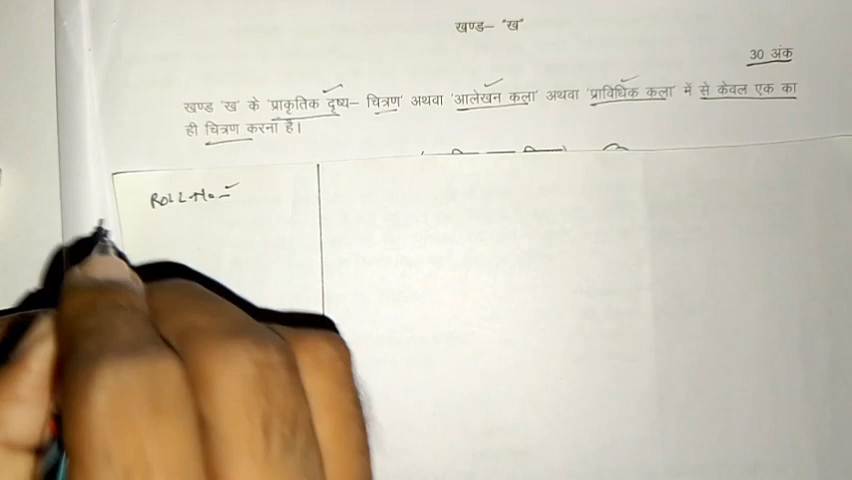 खण्ड– "ख"
30 अंक
खण्ड 'ख' के 'प्राकृतिक दृष्य– चित्रण' अथवा 'आलेखन कला' अथवा 'प्राविधिक कला' में से केवल एक का
ही चित्रण करना है।
ROLL-No-